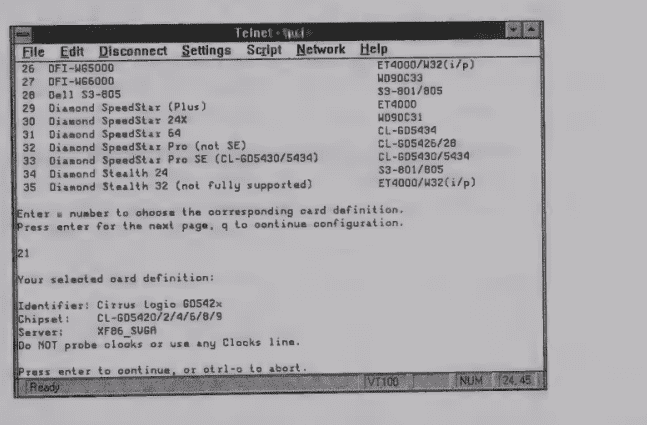 Telnet -
File Edit Disconnect Settings Script Network Help
26 DFI-WG5000 ET4000/W32(i/p)
27 DFI-WG6000 WD90C33
28 Dell S3-805 S3-801/805
29 Diamond SpeedStar (Plus) ET4000
30 Diamond SpeedStar 24X WD90C31
31 Diamond SpeedStar 64 CL-GD5434
32 Diamond SpeedStar Pro (not SE) CL-GD5426/28
33 Diamond SpeedStar Pro SE (CL-GD5430/5434) CL-GD5430/5434
34 Diamond Stealth 24 S3-801/805
35 Diamond Stealth 32 (not fully supported) ET4000/W32(i/p)
Enter a number to choose the corresponding card definition.
Press enter for the next page, q to continue configuration.
21
Your selected card definition:
Identifier: Cirrus Logic GD542x
Chipset: CL-GD5420/2/4/6/8/9
Server: XF86_SVGA
Do NOT probe clocks or use any Clocks line.
Press enter to continue, or ctrl-c to abort.
Ready VT100 NUM 24, 45